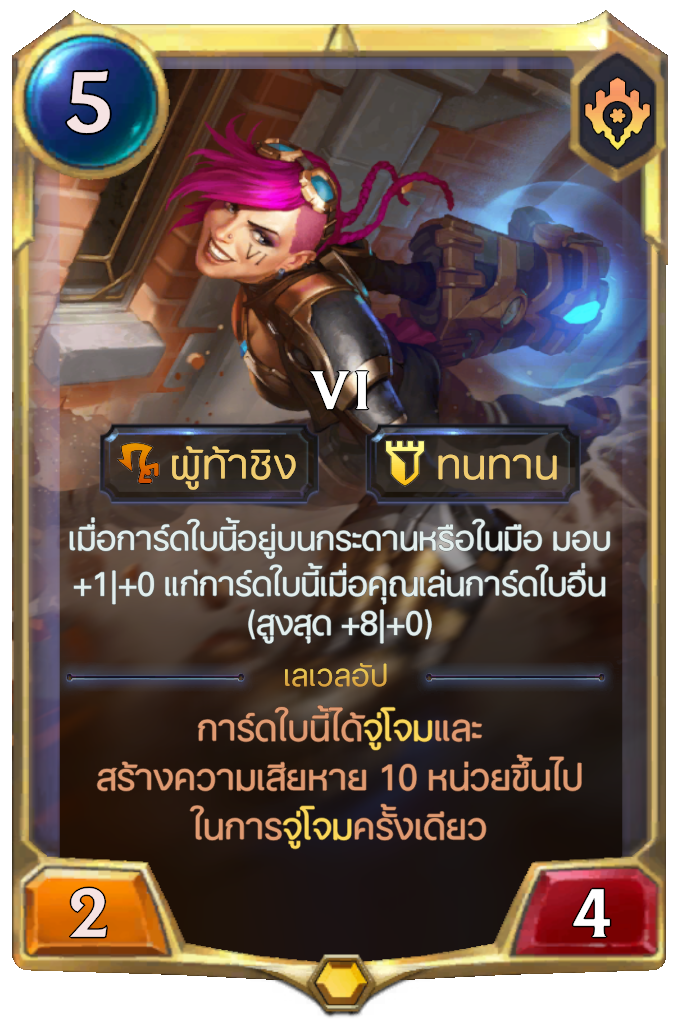 5
VI
VI
ผู้ท้าชิง
ทนทาน
เมื่อการ์ดใบนี้อยู่บนกระดานหรือในมือ มอบ
+1|+0 แก่การ์ดใบนี้เมื่อคุณเล่นการ์ดใบอื่น
(สูงสุด +8|+0)
เลเวลอัป
การ์ดใบนี้ได้จู่โจมและ
สร้างความเสียหาย 10 หน่วยขึ้นไป
ในการจู่โจมครั้งเดียว
2
4